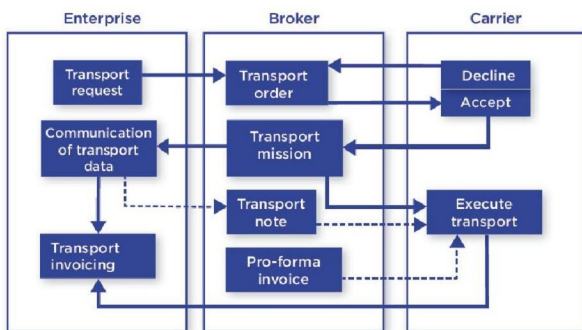 Enterprise
Broker
Carrier
Transport
request
Transport
order
Decline
Accept
Communication
of transport
data
Transport
mission
Transport
note
Execute
transport
Transport
invoicing
Pro-forma
invoice